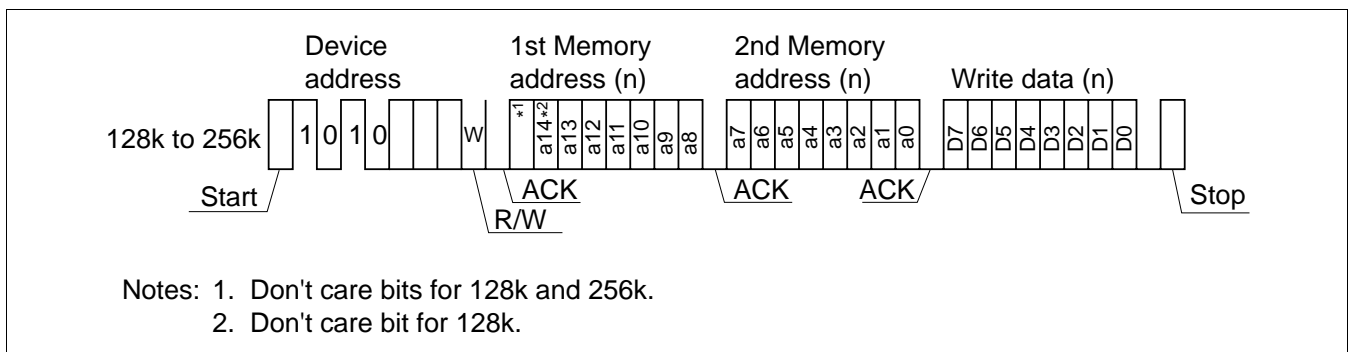 Device address
1st Memory address (n)
2nd Memory address (n)
Write data (n)
128k to 256k
1 0 1 0 W *1 a14*2 a13 a12 a11 a10 a9 a8 a7 a6 a5 a4 a3 a2 a1 a0 D7 D6 D5 D4 D3 D2 D1 D0
Start
ACK
ACK
ACK
Stop
R/W
Notes: 1. Don't care bits for 128k and 256k.
2. Don't care bit for 128k.